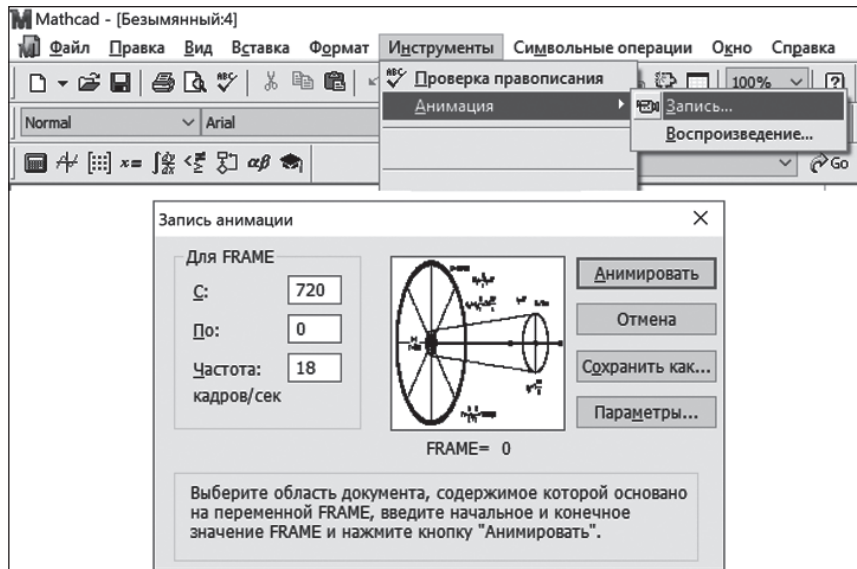 Mathcad - [Безымянный:4]
Файл Правка Вид Вставка Формат Инструменты Символьные операции Окно Справка
Проверка правописания
100%
Анимация
Запись...
Normal Arial
Воспроизведение...
Go
Запись анимации
Для FRAME
С: 720
По: 0
Частота: 18
кадров/сек
Анимировать
Отмена
Сохранить как...
Параметры...
FRAME= 0
Выберите область документа, содержимое которой основано
на переменной FRAME, введите начальное и конечное
значение FRAME и нажмите кнопку "Анимировать".